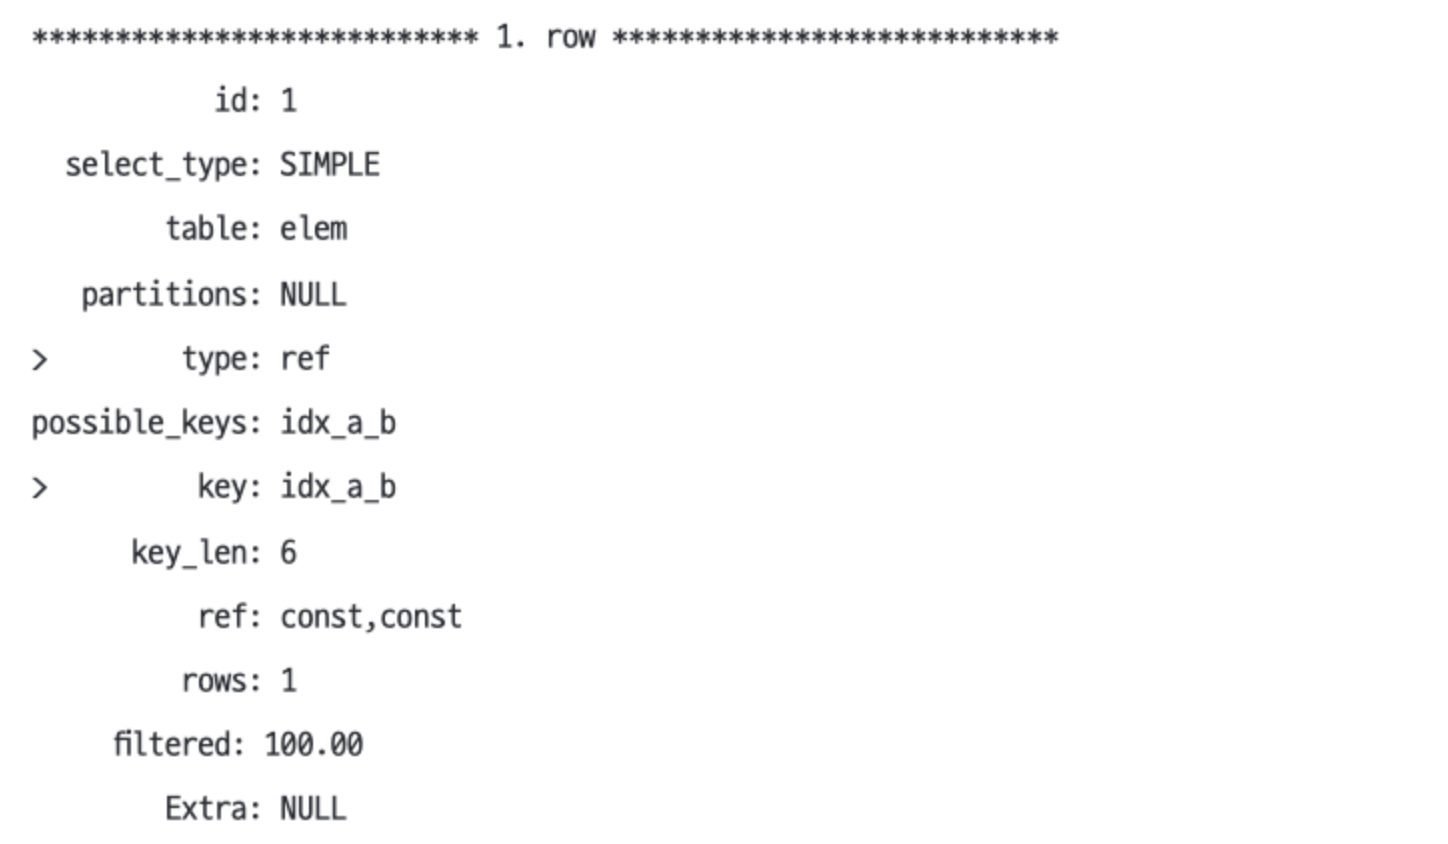 *************************** 1. row ***************************
           id: 1
  select_type: SIMPLE
        table: elem
   partitions: NULL
>        type: ref
possible_keys: idx_a_b
>         key: idx_a_b
      key_len: 6
          ref: const,const
         rows: 1
     filtered: 100.00
        Extra: NULL